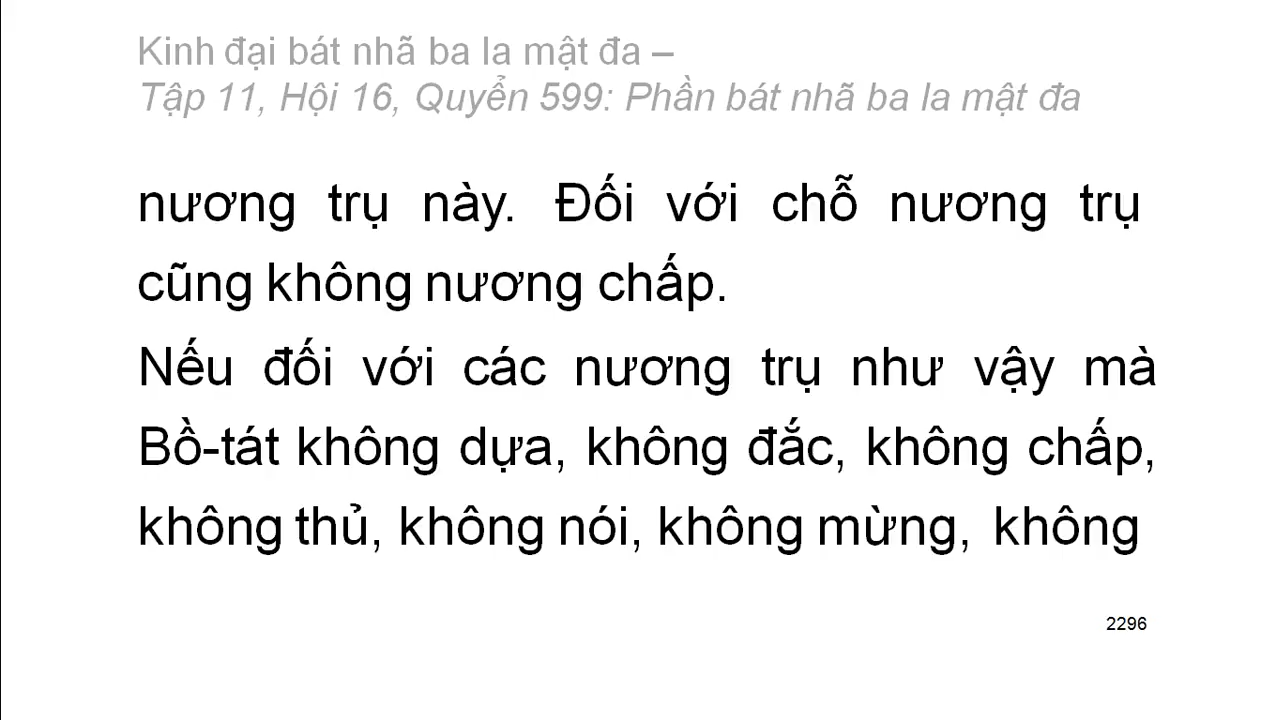 Kinh đại bát nhã ba la mật đa –
Tập 11, Hội 16, Quyển 599: Phần bát nhã ba la mật đa
nương trụ này. Đối với chỗ nương trụ
cũng không nương chấp.
Nếu đối với các nương trụ như vậy mà
Bồ-tát không dựa, không đắc, không chấp,
không thủ, không nói, không mừng, không
2296